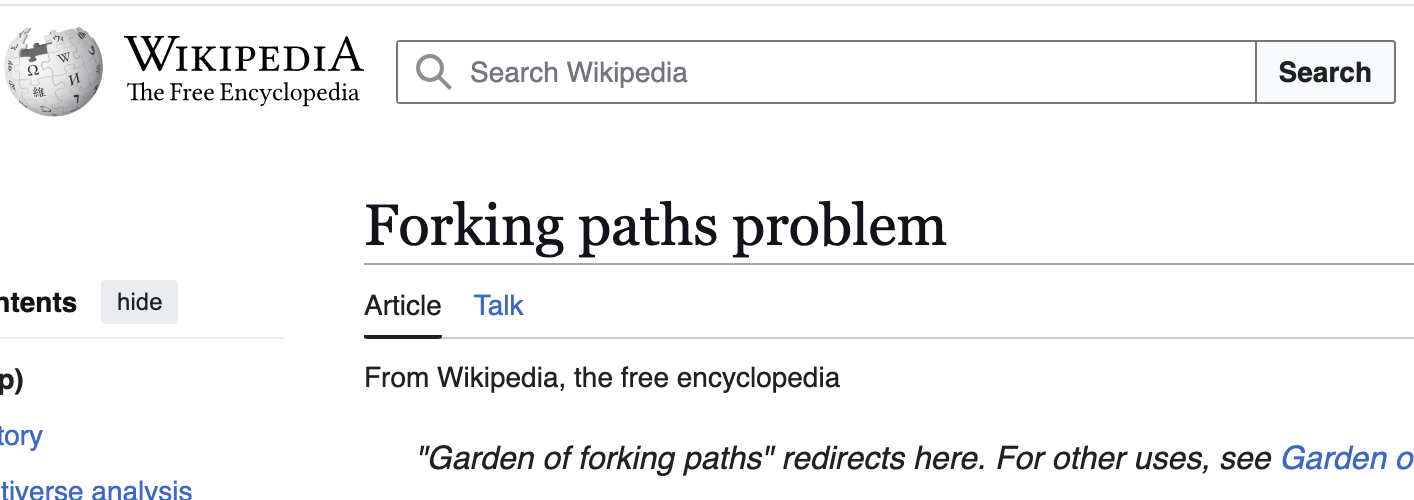 WIKIPEDIA
The Free Encyclopedia
Search Wikipedia
Search
Forking paths problem
ntents hide
Article Talk
p)
From Wikipedia, the free encyclopedia
tory
"Garden of forking paths" redirects here. For other uses, see Garden o
tiverse analysis